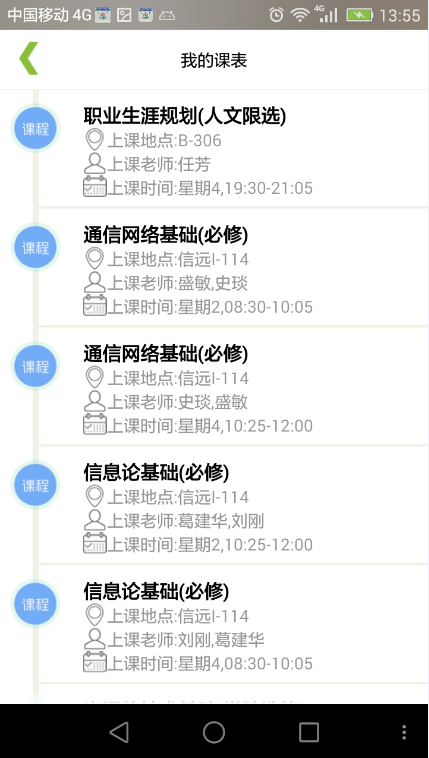 中国移动 4G 4G 13:55
我的课表
课程
职业生涯规划(人文限选)
上课地点:B-306
上课老师:任芳
上课时间:星期4,19:30-21:05
课程
通信网络基础(必修)
上课地点:信远I-114
上课老师:盛敏,史琰
上课时间:星期2,08:30-10:05
课程
通信网络基础(必修)
上课地点:信远I-114
上课老师:史琰,盛敏
上课时间:星期4,10:25-12:00
课程
信息论基础(必修)
上课地点:信远I-114
上课老师:葛建华,刘刚
上课时间:星期2,10:25-12:00
课程
信息论基础(必修)
上课地点:信远I-114
上课老师:刘刚,葛建华
上课时间:星期4,08:30-10:05